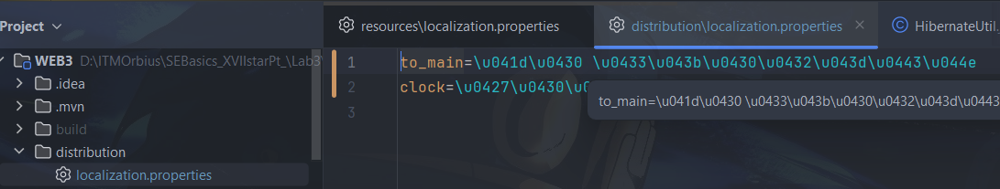 Project
resources\localization.properties
distribution\localization.properties
HibernateUtil.
WEB3 D:\ITMOrbius\SEBasics_XVIIstarPt_\Lab3\
.idea
.mvn
build
distribution
localization.properties
1 to_main=\u041d\u0430 \u0433\u043b\u0430\u0432\u043d\u0443\u044e
2 clock=\u0427\u0430\u0
3
to_main=\u041d\u0430 \u0433\u043b\u0430\u0432\u043d\u0443